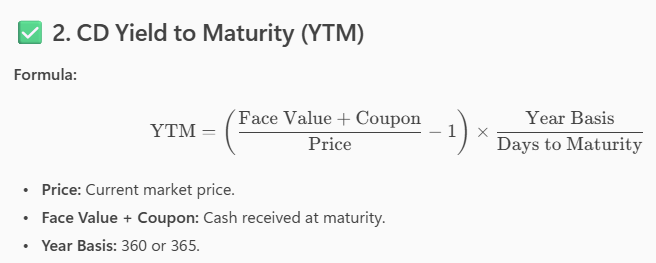 ✅ 2. CD Yield to Maturity (YTM)
Formula:
YTM = (Face Value + Coupon / Price − 1) × Year Basis / Days to Maturity
• Price: Current market price.
• Face Value + Coupon: Cash received at maturity.
• Year Basis: 360 or 365.